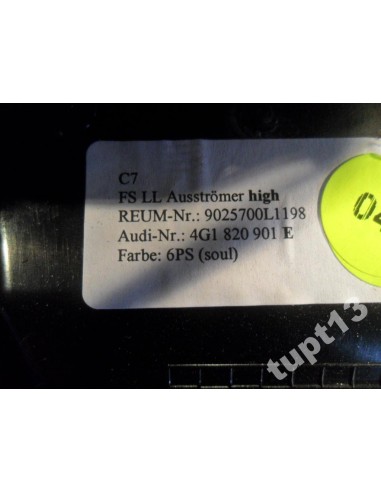 C7
FS LL Ausströmer high
REUM-Nr.: 9025700L1198
Audi-Nr.: 4G1 820 901 E
Farbe: 6PS (soul)
04
tupt13